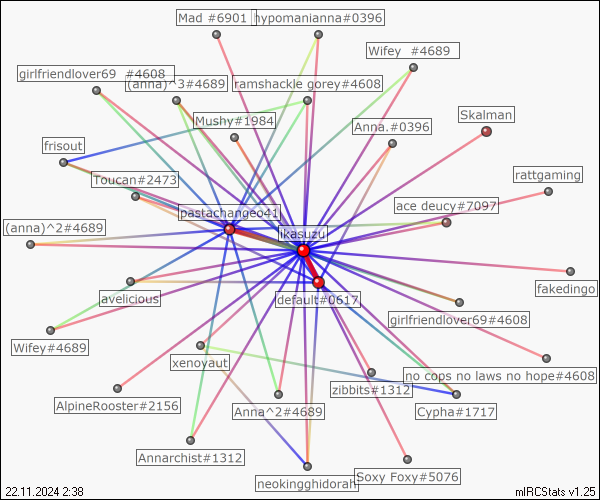 Mad #6901
hypomanianna#0396
Wifey #4689
girlfriendlover69 #4608
(anna)^3#4689
ramshackle gorey#4608
Mushy#1984
Anna.#0396
Skalman
frisout
Toucan#2473
rattgaming
pastachangeo41
ace deucy#7097
(anna)^2#4689
ikasuzu
fakedingo
javelicious
default#0617
girlfriendlover69#4608
Wifey#4689
xenoyaut
no cops no laws no hope#4608
zibbits#1312
AlpineRooster#2156
Anna^2#4689
Cypha#1717
Annarchist#1312
neokingghidorah
Soxy Foxy#5076
22.11.2024 2:38
mIRCStats v1.25